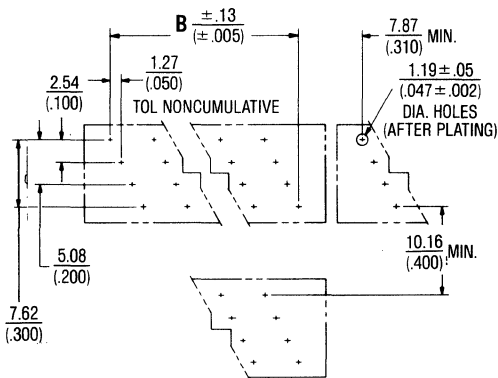 B ±.13
(±.005)
7.87
(.310) MIN.
2.54
(.100)
1.27
(.050)
TOL NONCUMULATIVE
1.19±.05
(.047±.002)
DIA. HOLES
(AFTER PLATING)
5.08
(.200)
10.16
(.400) MIN.
7.62
(.300)